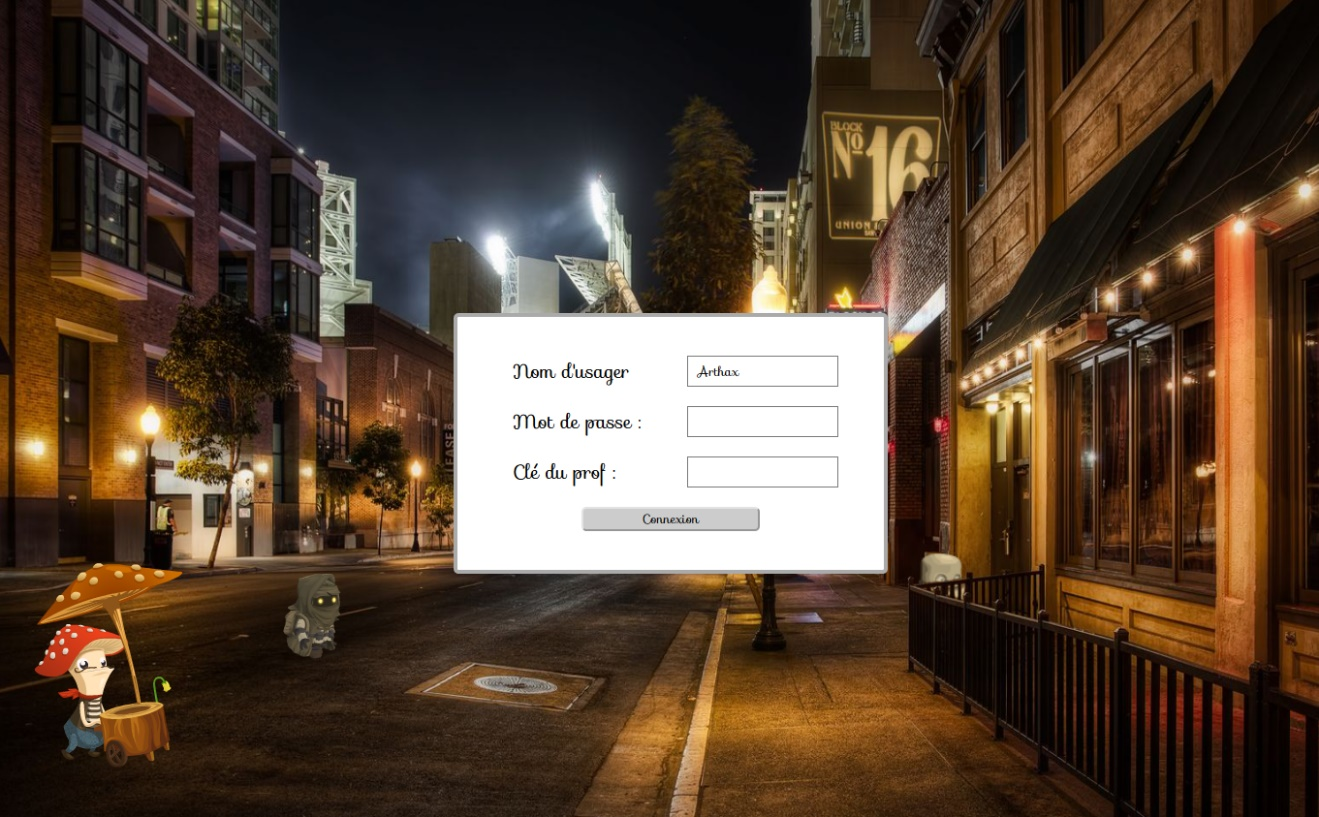 BLOCK
Nº 16
UNION
Nom d'usager
Arthax
Mot de passe :
Clé du prof :
Connexion